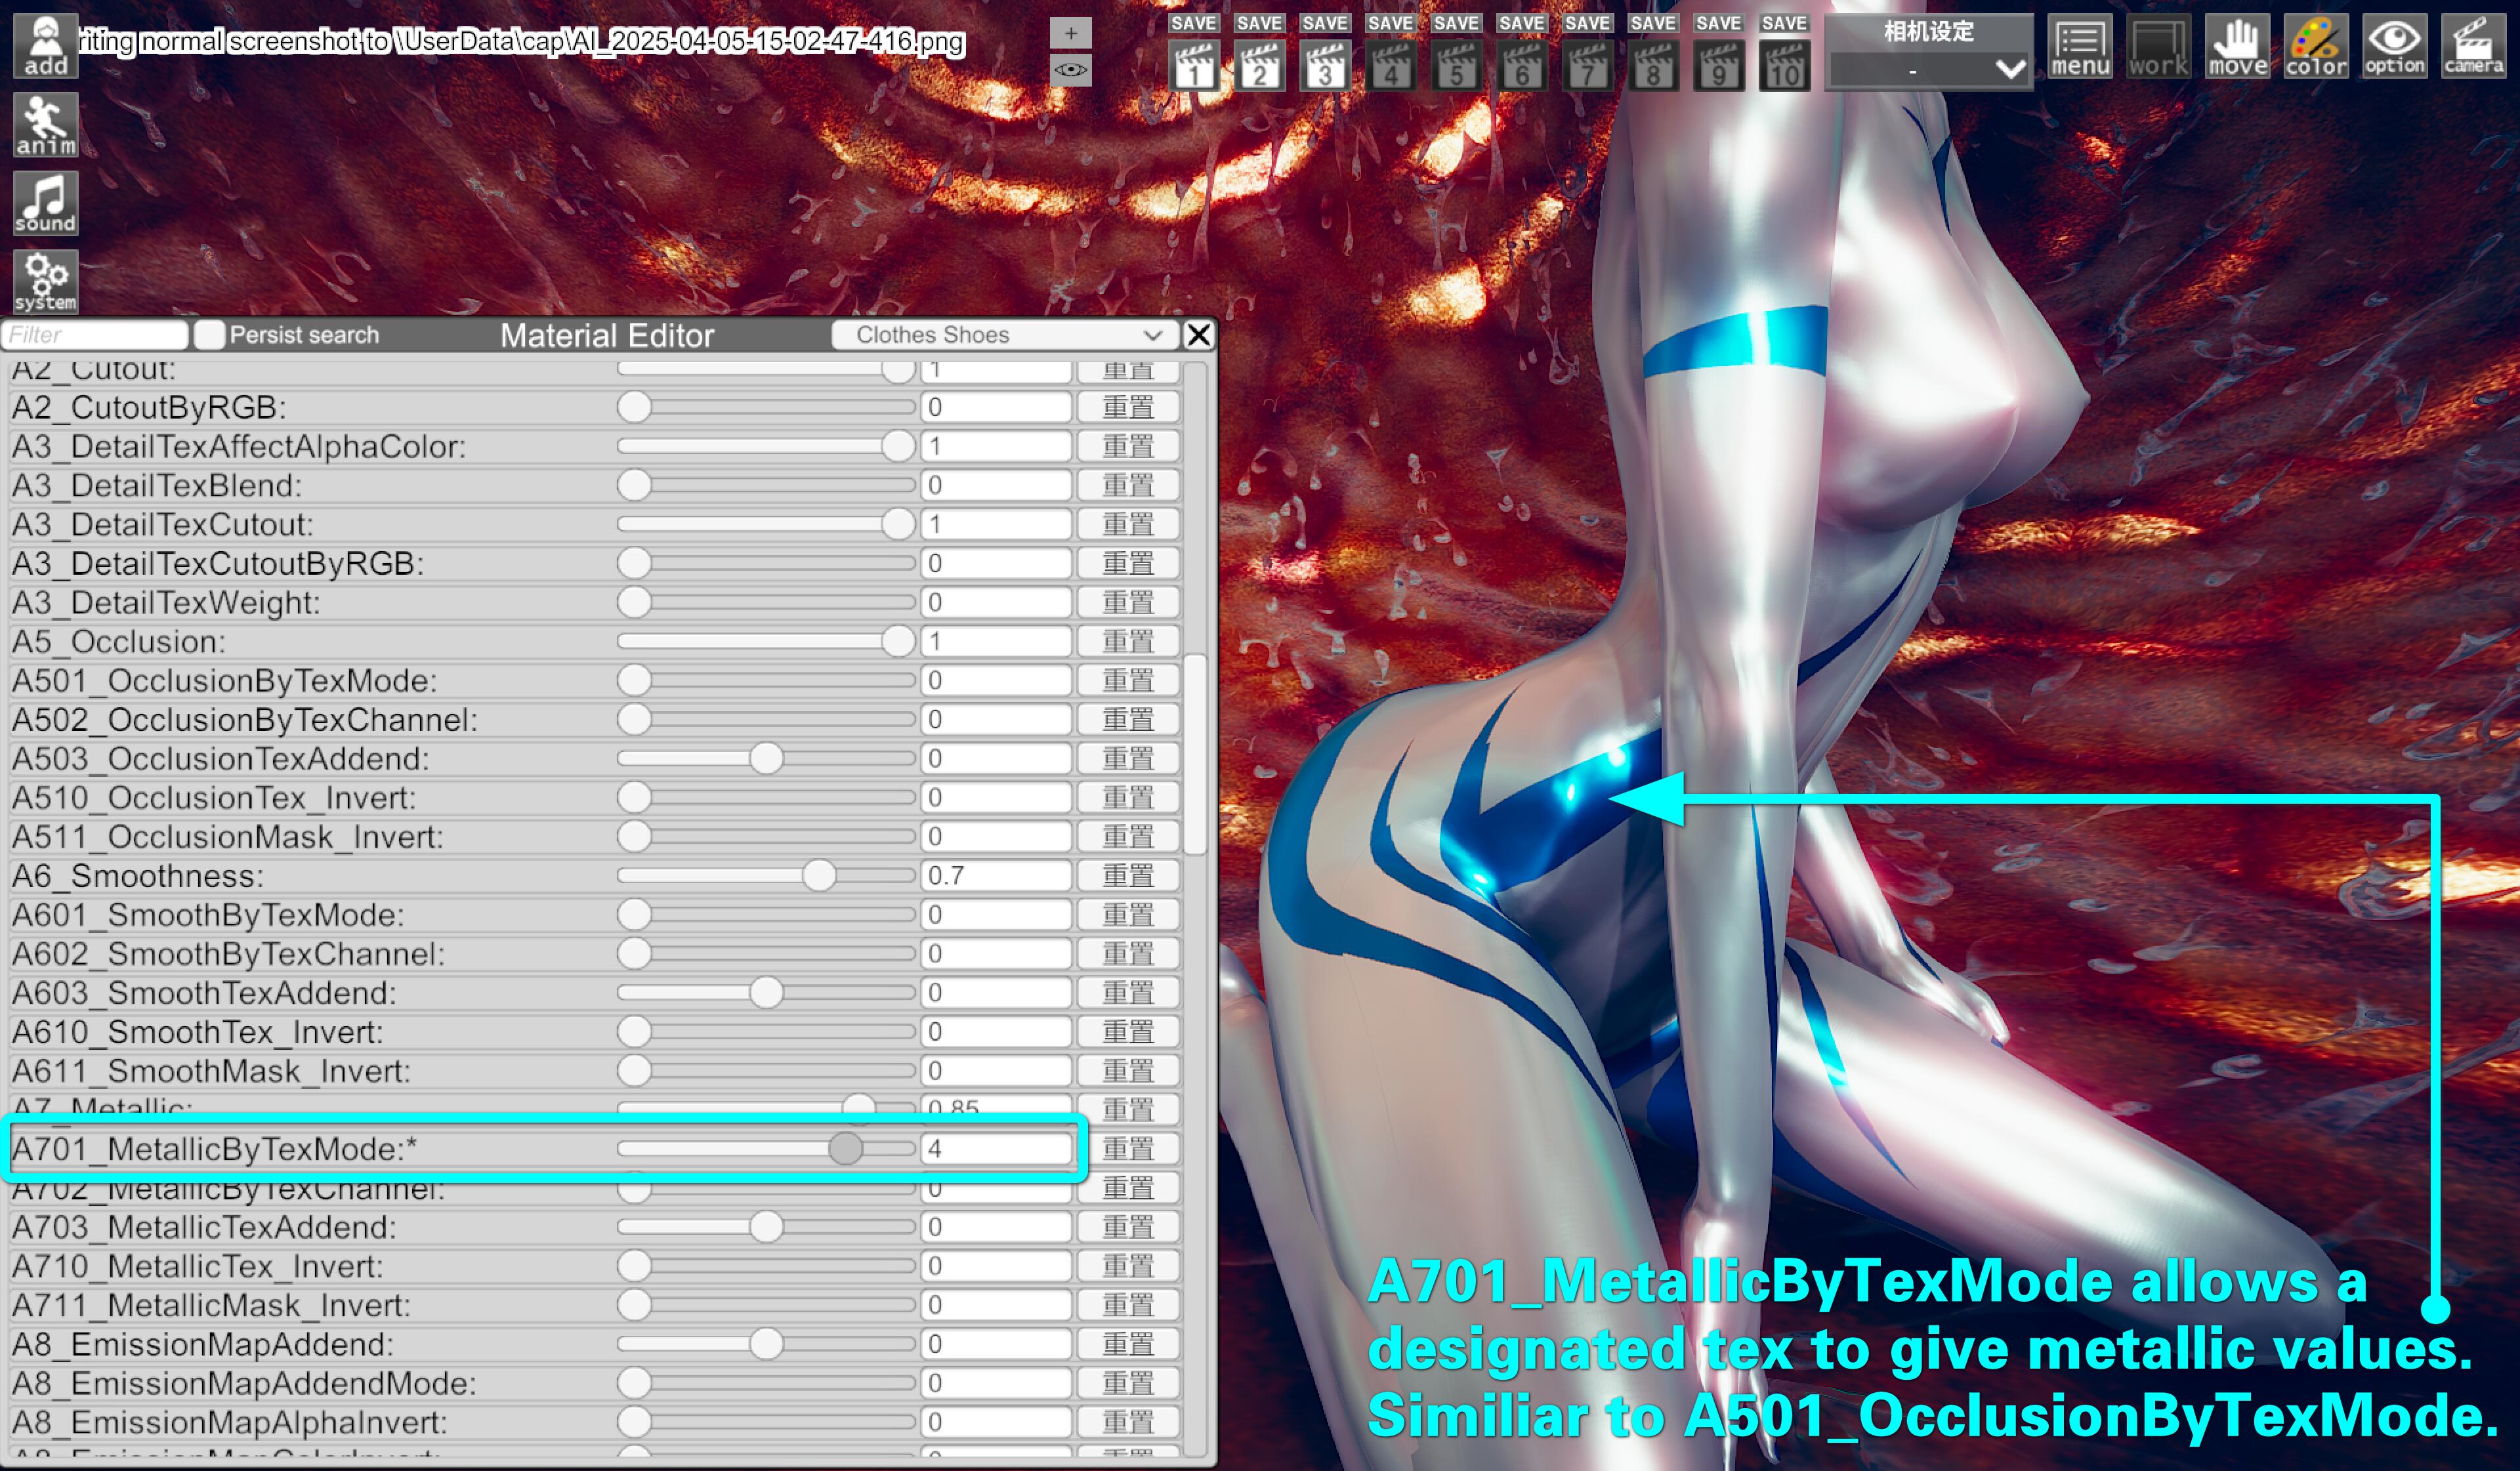 riting normal screenshot to \UserData\cap\AI_2025-04-05-15-02-47-416.png
+
SAVE SAVE SAVE SAVE SAVE SAVE SAVE SAVE SAVE SAVE
1 2 3 4 5 6 7 8 9 10
相机设定
-
menu work move color option camera
add
anim
sound
system
Filter Persist search Material Editor Clothes Shoes
A2_Cutout: 1 重置
A2_CutoutByRGB: 0 重置
A3_DetailTexAffectAlphaColor: 1 重置
A3_DetailTexBlend: 0 重置
A3_DetailTexCutout: 1 重置
A3_DetailTexCutoutByRGB: 0 重置
A3_DetailTexWeight: 0 重置
A5_Occlusion: 1 重置
A501_OcclusionByTexMode: 0 重置
A502_OcclusionByTexChannel: 0 重置
A503_OcclusionTexAddend: 0 重置
A510_OcclusionTex_Invert: 0 重置
A511_OcclusionMask_Invert: 0 重置
A6_Smoothness: 0.7 重置
A601_SmoothByTexMode: 0 重置
A602_SmoothByTexChannel: 0 重置
A603_SmoothTexAddend: 0 重置
A610_SmoothTex_Invert: 0 重置
A611_SmoothMask_Invert: 0 重置
A7_Metallic: 0.85 重置
A701_MetallicByTexMode:* 4 重置
A702_MetallicByTexChannel: 0 重置
A703_MetallicTexAddend: 0 重置
A710_MetallicTex_Invert: 0 重置
A711_MetallicMask_Invert: 0 重置
A8_EmissionMapAddend: 0 重置
A8_EmissionMapAddendMode: 0 重置
A8_EmissionMapAlphaInvert: 0 重置
A8_EmissionMapColorInvert: 0 重置
A701_MetallicByTexMode allows a
designated tex to give metallic values.
Similiar to A501_OcclusionByTexMode.